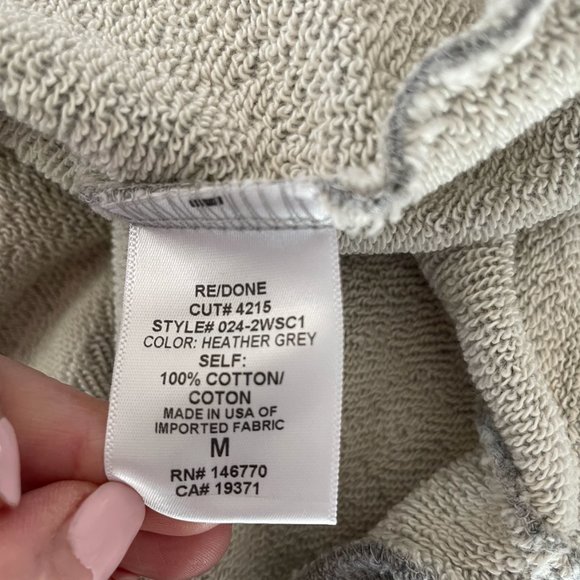 RE/DONE
CUT# 4215
STYLE# 024-2WSC1
COLOR: HEATHER GREY
SELF:
100% COTTON/
COTON
MADE IN USA OF
IMPORTED FABRIC
M
RN# 146770
CA# 19371